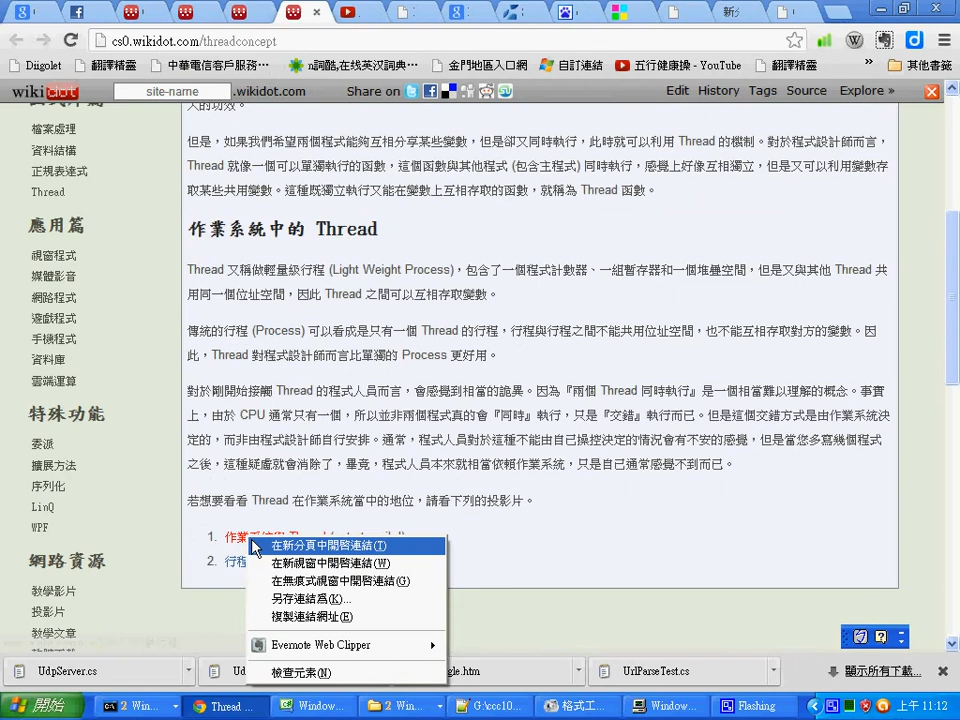 cs0.wikidot.com/threadconcept
Diigolet
翻譯精靈
中華電信客戶服務…
n詞酷,在线英汉词典…
金門地區入口網
自訂連結
五行健康操 - YouTube
翻譯精靈
»
其他書籤
wikidot
site-name
.wikidot.com
Share on
Edit
History
Tags
Source
Explore »
檔案處理
資料結構
正規表達式
Thread
應用篇
視窗程式
媒體影音
網路程式
遊戲程式
手機程式
資料庫
雲端運算
特殊功能
委派
擴展方法
序列化
LinQ
WPF
網路資源
教學影片
投影片
教學文章
大的功效。
但是，如果我們希望兩個程式能夠互相分享某些變數，但是卻又同時執行，此時就可以利用 Thread 的機制。對於程式設計師而言，
Thread 就像一個可以單獨執行的函數，這個函數與其他程式 (包含主程式) 同時執行，感覺上好像互相獨立，但是又可以利用變數存
取某些共用變數。這種既獨立執行又能在變數上互相存取的函數，就稱為 Thread 函數。
作業系統中的 Thread
Thread 又稱做輕量級行程 (Light Weight Process)，包含了一個程式計數器、一組暫存器和一個堆疊空間，但是又與其他 Thread 共
用同一個位址空間，因此 Thread 之間可以互相存取變數。
傳統的行程 (Process) 可以看成是只有一個 Thread 的行程，行程與行程之間不能共用位址空間，也不能互相存取對方的變數。因
此，Thread 對程式設計師而言比單獨的 Process 更好用。
對於剛開始接觸 Thread 的程式人員而言，會感覺到相當的詭異。因為『兩個 Thread 同時執行』是一個相當難以理解的概念。事實
上，由於 CPU 通常只有一個，所以並非兩個程式真的會『同時』執行，只是『交錯』執行而已。但是這個交錯方式是由作業系統決
定的，而非由程式設計師自行安排。通常，程式人員對於這種不能由自己操控決定的情況會有不安的感覺，但是當您多寫幾個程式
之後，這種疑慮就會消除了，畢竟，程式人員本來就相當依賴作業系統，只是自己通常感覺不到而已。
若想要看看 Thread 在作業系統當中的地位，請看下列的投影片。
1. 作業
2. 行程
在新分頁中開啓連結(T)
在新視窗中開啓連結(W)
在無痕式視窗中開啓連結(G)
另存連結為(K)...
複製連結網址(E)
Evernote Web Clipper
檢查元素(N)
UdpServer.cs
Ud
gle.htm
UrlParseTest.cs
顯示所有下載...
開始
2 Win...
Thread ...
Window...
2 Win...
G:\ccc10...
格式工...
Window...
Flashing
上午 11:12